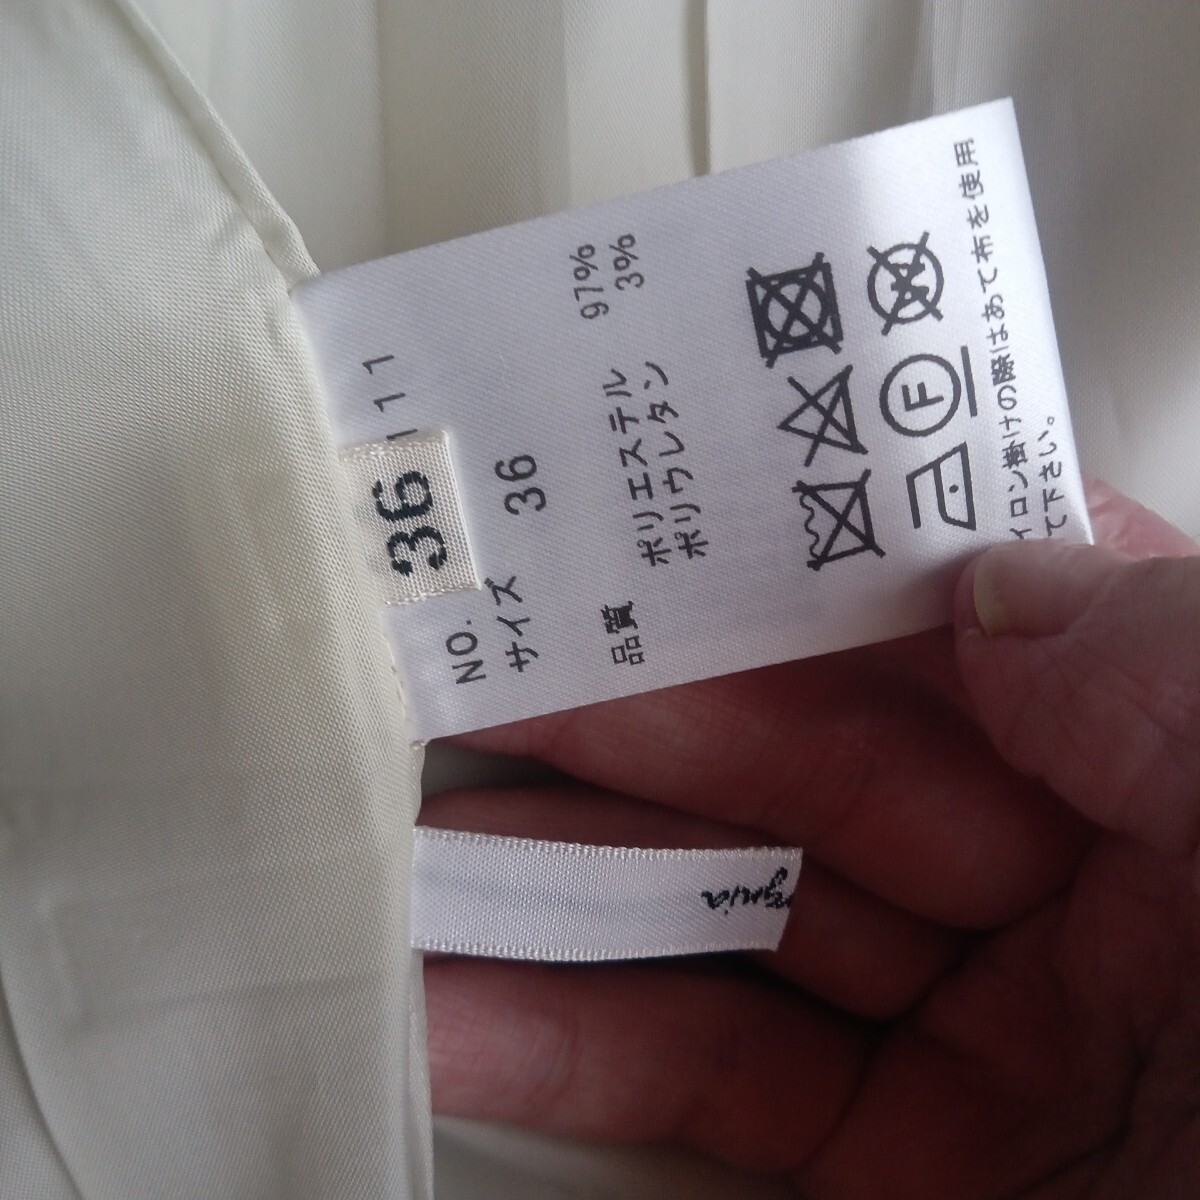 36
NO. 111
サイズ 36
品質 ポリエステル 97%
ポリウレタン 3%
F
イロン掛けの際はあて布を使用
て下さい。